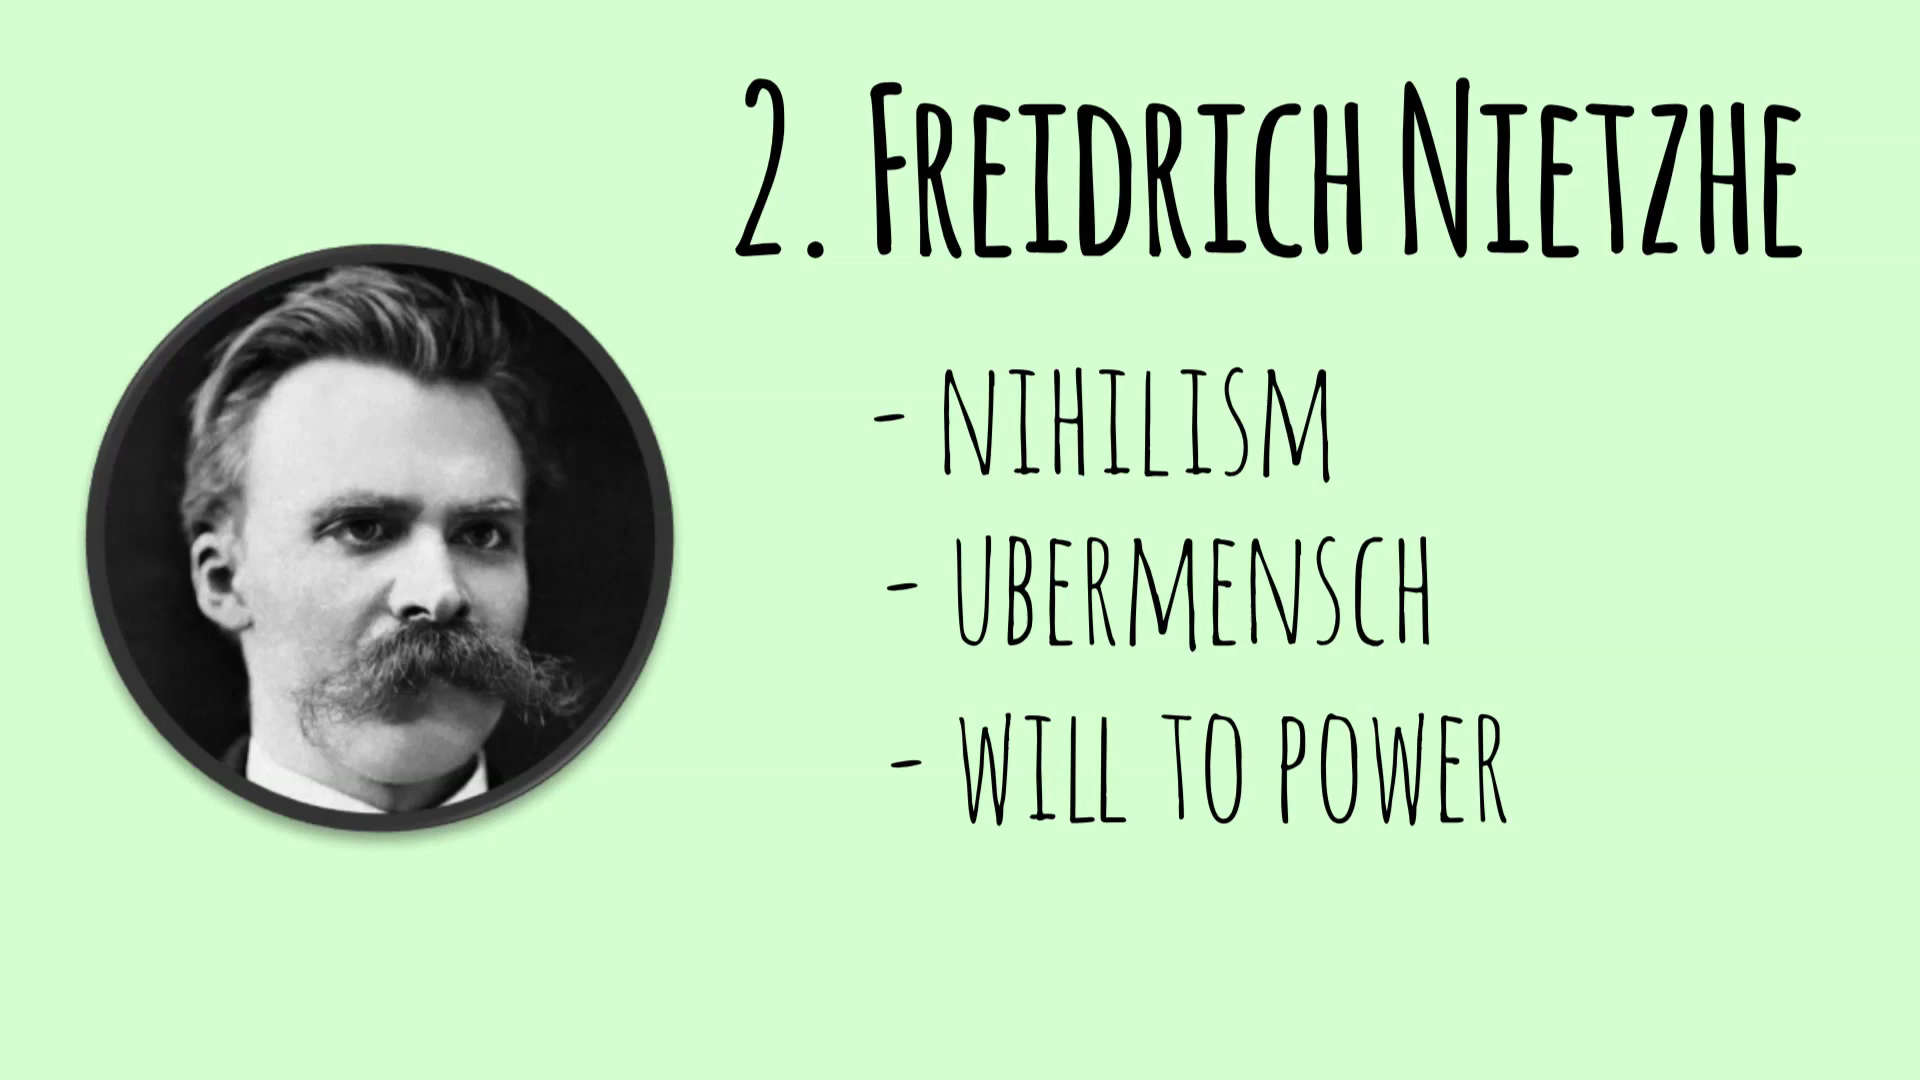 2. FREIDRICH NIETZHE
- NIHILISM
- UBERMENSCH
- WILL TO POWER